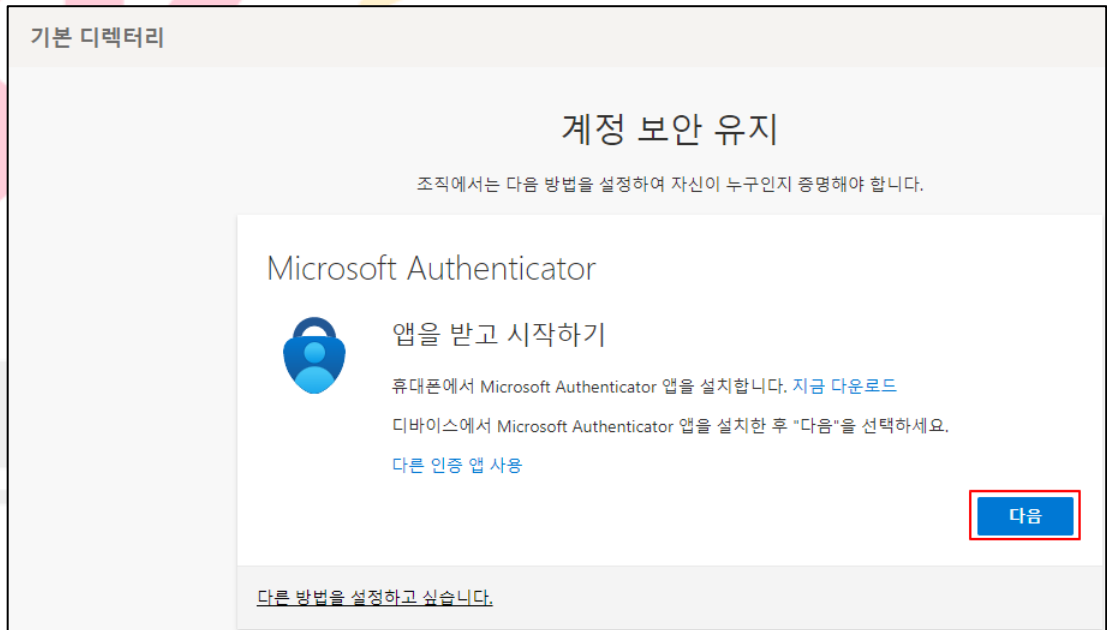 기본 디렉터리
계정 보안 유지
조직에서는 다음 방법을 설정하여 자신이 누구인지 증명해야 합니다.
Microsoft Authenticator
앱을 받고 시작하기
휴대폰에서 Microsoft Authenticator 앱을 설치합니다. 지금 다운로드
디바이스에서 Microsoft Authenticator 앱을 설치한 후 "다음"을 선택하세요.
다른 인증 앱 사용
다음
다른 방법을 설정하고 싶습니다.